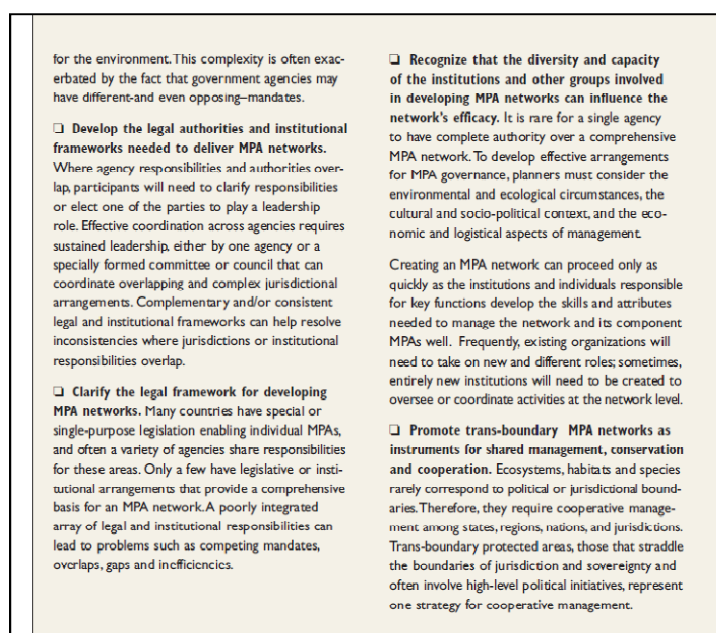 for the environment. This complexity is often exac-
erbated by the fact that government agencies may
have different-and even opposing–mandates.
❏ Develop the legal authorities and institutional
frameworks needed to deliver MPA networks.
Where agency responsibilities and authorities over-
lap, participants will need to clarify responsibilities
or elect one of the parties to play a leadership
role. Effective coordination across agencies requires
sustained leadership, either by one agency or a
specially formed committee or council that can
coordinate overlapping and complex jurisdictional
arrangements. Complementary and/or consistent
legal and institutional frameworks can help resolve
inconsistencies where jurisdictions or institutional
responsibilities overlap.
❏ Clarify the legal framework for developing
MPA networks. Many countries have special or
single-purpose legislation enabling individual MPAs,
and often a variety of agencies share responsibilities
for these areas. Only a few have legislative or insti-
tutional arrangements that provide a comprehensive
basis for an MPA network. A poorly integrated
array of legal and institutional responsibilities can
lead to problems such as competing mandates,
overlaps, gaps and inefficiencies.
❏ Recognize that the diversity and capacity
of the institutions and other groups involved
in developing MPA networks can influence the
network's efficacy. It is rare for a single agency
to have complete authority over a comprehensive
MPA network. To develop effective arrangements
for MPA governance, planners must consider the
environmental and ecological circumstances, the
cultural and socio-political context, and the eco-
nomic and logistical aspects of management.
Creating an MPA network can proceed only as
quickly as the institutions and individuals responsible
for key functions develop the skills and attributes
needed to manage the network and its component
MPAs well. Frequently, existing organizations will
need to take on new and different roles; sometimes,
entirely new institutions will need to be created to
oversee or coordinate activities at the network level.
❏ Promote trans-boundary MPA networks as
instruments for shared management, conservation
and cooperation. Ecosystems, habitats and species
rarely correspond to political or jurisdictional bound-
aries. Therefore, they require cooperative manage-
ment among states, regions, nations, and jurisdictions.
Trans-boundary protected areas, those that straddle
the boundaries of jurisdiction and sovereignty and
often involve high-level political initiatives, represent
one strategy for cooperative management.